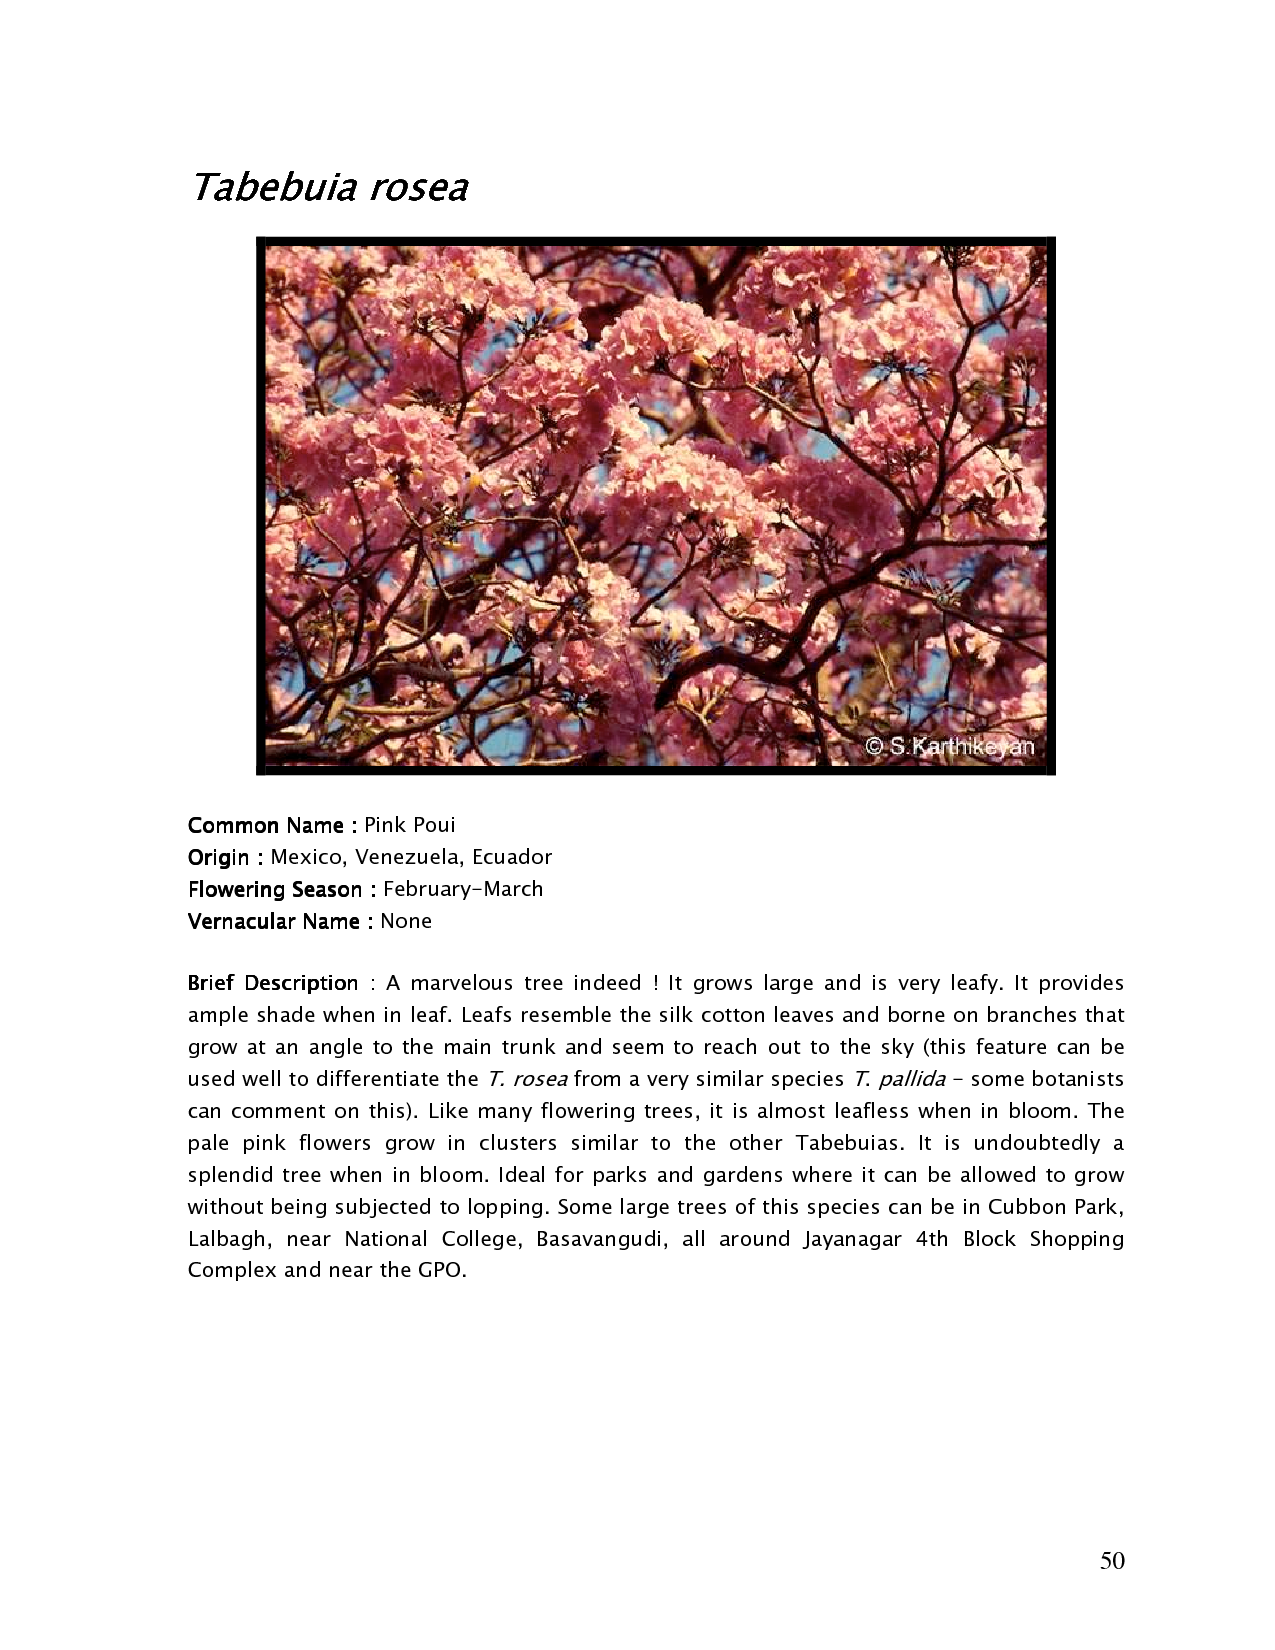 Tabebuia rosea
© S.Karthikeyan
Common Name : Pink Poui
Origin : Mexico, Venezuela, Ecuador
Flowering Season : February-March
Vernacular Name : None
Brief Description : A marvelous tree indeed ! It grows large and is very leafy. It provides
ample shade when in leaf. Leafs resemble the silk cotton leaves and borne on branches that
grow at an angle to the main trunk and seem to reach out to the sky (this feature can be
used well to differentiate the T. rosea from a very similar species T. pallida – some botanists
can comment on this). Like many flowering trees, it is almost leafless when in bloom. The
pale pink flowers grow in clusters similar to the other Tabebuias. It is undoubtedly a
splendid tree when in bloom. Ideal for parks and gardens where it can be allowed to grow
without being subjected to lopping. Some large trees of this species can be in Cubbon Park,
Lalbagh, near National College, Basavangudi, all around Jayanagar 4th Block Shopping
Complex and near the GPO.
50